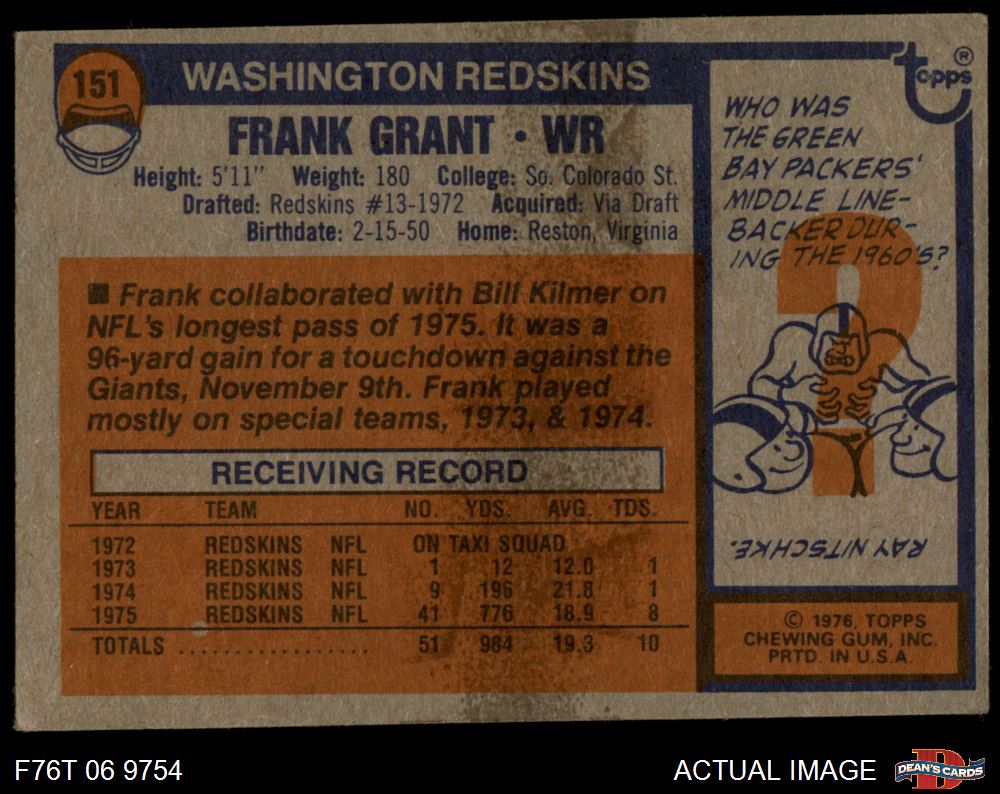 151
WASHINGTON REDSKINS
FRANK GRANT • WR
Height: 5'11" Weight: 180 College: So. Colorado St.
Drafted: Redskins #13-1972 Acquired: Via Draft
Birthdate: 2-15-50 Home: Reston, Virginia
■ Frank collaborated with Bill Kilmer on
NFL's longest pass of 1975. It was a
96-yard gain for a touchdown against the
Giants, November 9th. Frank played
mostly on special teams, 1973, & 1974.
RECEIVING RECORD
YEAR TEAM NO. YDS. AVG. TDS.
1972 REDSKINS NFL ON TAXI SQUAD
1973 REDSKINS NFL 1 12 12.0 1
1974 REDSKINS NFL 9 196 21.8 1
1975 REDSKINS NFL 41 776 18.9 8
TOTALS ................. 51 984 19.3 10
topps ®
WHO WAS
THE GREEN
BAY PACKERS'
MIDDLE LINE-
BACKER DUR-
ING THE 1960'S?
RAY NITSCHKE.
© 1976, TOPPS
CHEWING GUM, INC.
PRTD. IN U.S.A.
F76T 06 9754
ACTUAL IMAGE
DEAN'S CARDS